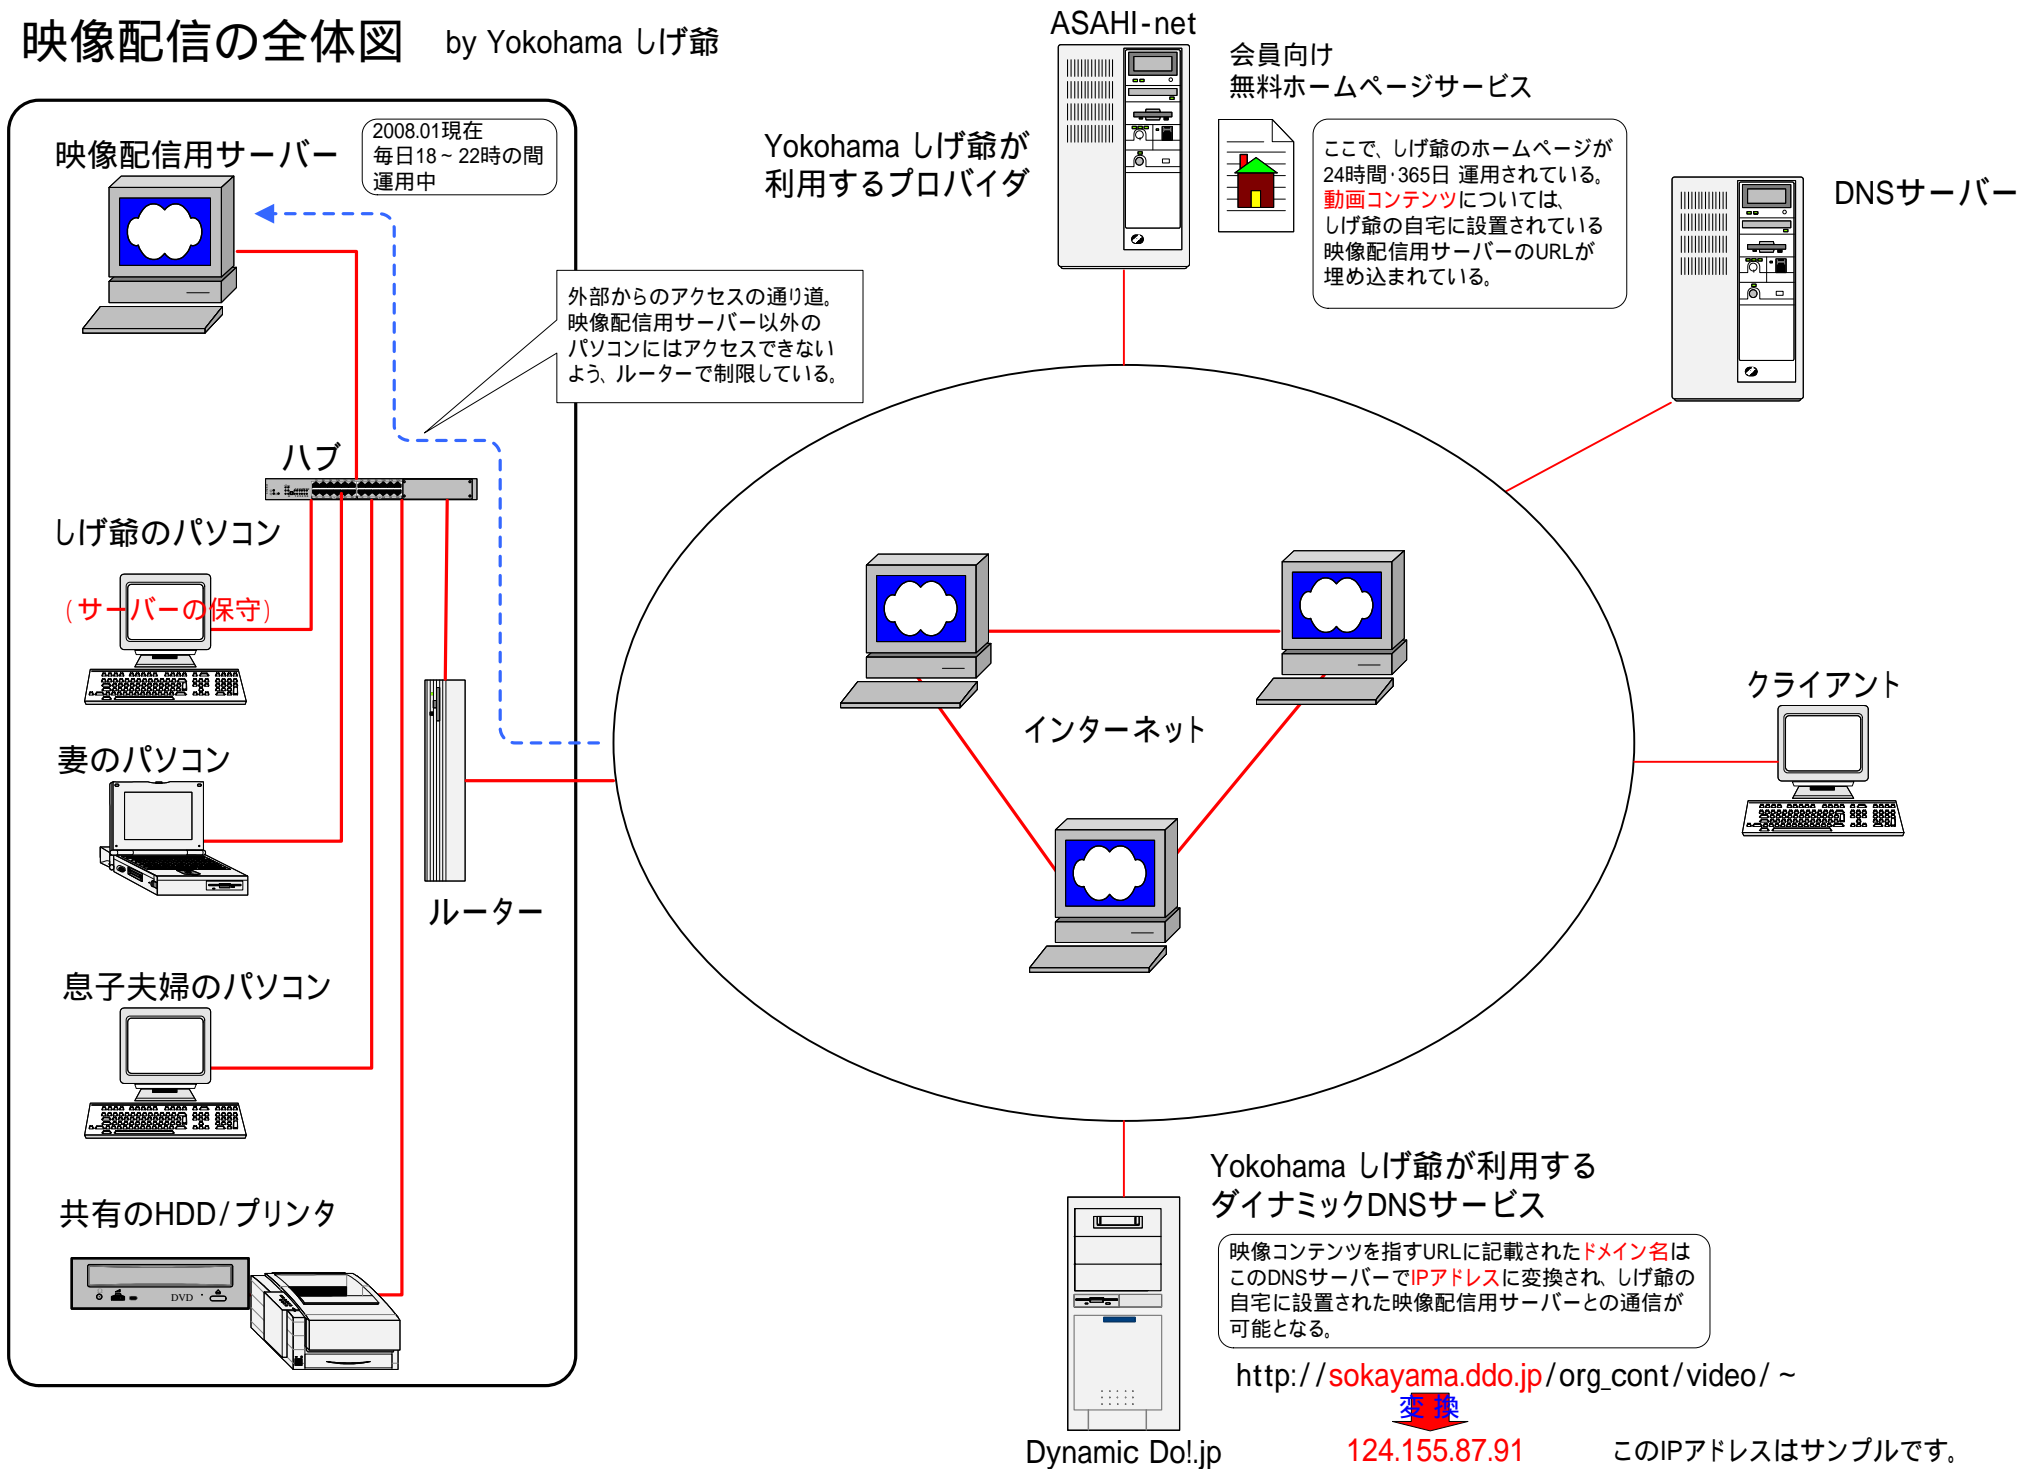 映像配信の全体図 by Yokohama しげ爺
映像配信用サーバー
2008.01現在
毎日18~22時の間
運用中
外部からのアクセスの通り道。
映像配信用サーバー以外の
パソコンにはアクセスできない
よう、ルーターで制限している。
ハブ
しげ爺のパソコン
(サーバーの保守)
妻のパソコン
ルーター
息子夫婦のパソコン
共有のHDD/プリンタ
DVD
ASAHI-net
Yokohama しげ爺が
利用するプロバイダ
会員向け
無料ホームページサービス
ここで、しげ爺のホームページが
24時間・365日 運用されている。
動画コンテンツについては、
しげ爺の自宅に設置されている
映像配信用サーバーのURLが
埋め込まれている。
DNSサーバー
インターネット
クライアント
Yokohama しげ爺が利用する
ダイナミックDNSサービス
映像コンテンツを指すURLに記載されたドメイン名は
このDNSサーバーでIPアドレスに変換され、しげ爺の
自宅に設置された映像配信用サーバーとの通信が
可能となる。
http://sokayama.ddo.jp/org_cont/video/~
変換
Dynamic Do!.jp
124.155.87.91 このIPアドレスはサンプルです。